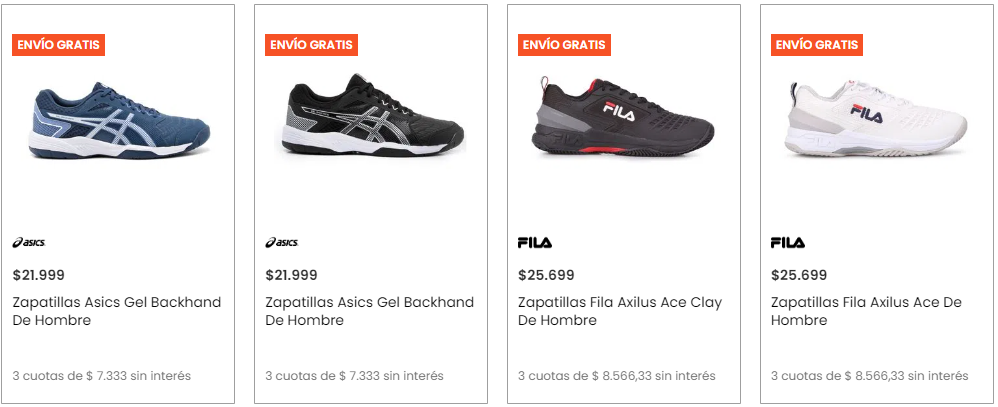 ENVÍO GRATIS
asics
$21.999
Zapatillas Asics Gel Backhand
De Hombre
3 cuotas de $ 7.333 sin interés
ENVÍO GRATIS
asics
$21.999
Zapatillas Asics Gel Backhand
De Hombre
3 cuotas de $ 7.333 sin interés
ENVÍO GRATIS
FILA
FILA
$25.699
Zapatillas Fila Axilus Ace Clay
De Hombre
3 cuotas de $ 8.566,33 sin interés
ENVÍO GRATIS
FILA
FILA
$25.699
Zapatillas Fila Axilus Ace De
Hombre
3 cuotas de $ 8.566,33 sin interés